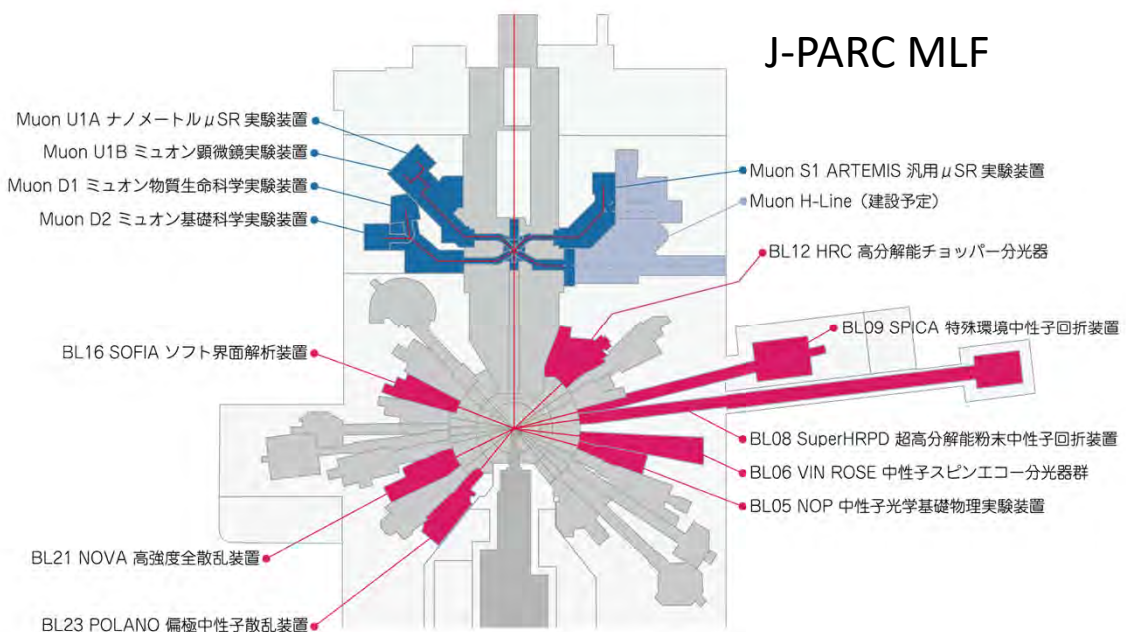 J-PARC MLF
Muon U1A ナノメートルμSR 実験装置
Muon U1B ミュオン顕微鏡実験装置
Muon D1 ミュオン物質生命科学実験装置
Muon D2 ミュオン基礎科学実験装置
Muon S1 ARTEMIS 汎用μSR 実験装置
Muon H-Line（建設予定）
BL12 HRC 高分解能チョッパー分光器
BL09 SPICA 特殊環境中性子回折装置
BL16 SOFIA ソフト界面解析装置
BL08 SuperHRPD 超高分解能粉末中性子回折装置
BL06 VIN ROSE 中性子スピンエコー分光器群
BL05 NOP 中性子光学基礎物理実験装置
BL21 NOVA 高強度全散乱装置
BL23 POLANO 偏極中性子散乱装置